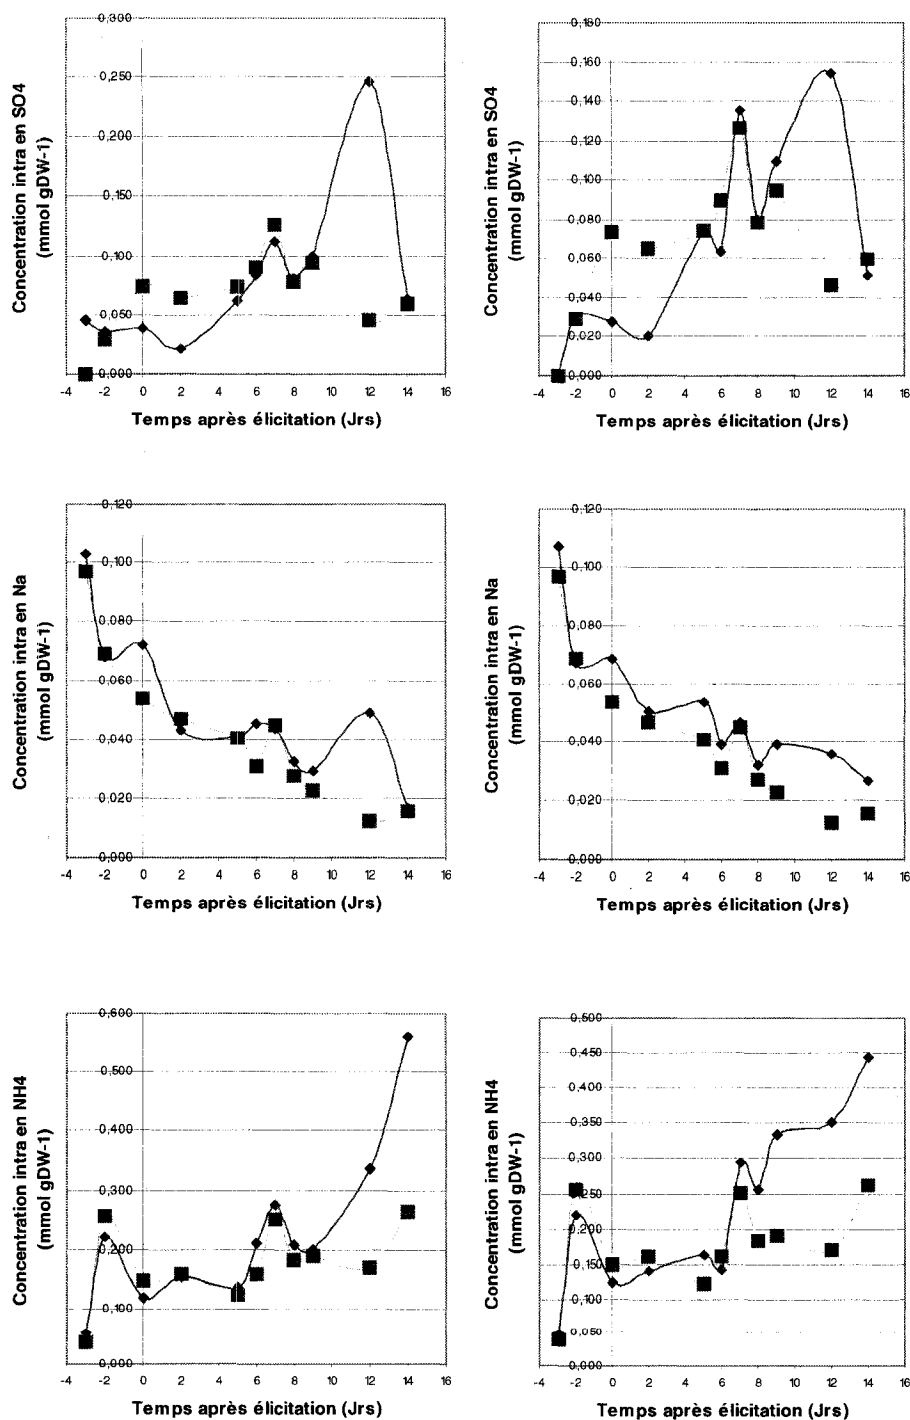 Concentration intra en SO4
(mmol gDW-1)
0,300
0,250
0,200
0,150
0,100
0,050
0,000
-4 -2 0 2 4 6 8 10 12 14 16
Temps après élicitation (Jrs)
Concentration intra en SO4
(mmol gDW-1)
0,180
0,160
0,140
0,120
0,100
0,080
0,060
0,040
0,020
0,000
-4 -2 0 2 4 6 8 10 12 14 16
Temps après élicitation (Jrs)
Concentration intra en Na
(mmol gDW-1)
0,120
0,100
0,080
0,060
0,040
0,020
0,000
-4 -2 0 2 4 6 8 10 12 14 16
Temps après élicitation (Jrs)
Concentration intra en Na
(mmol gDW-1)
0,120
0,100
0,080
0,060
0,040
0,020
0,000
-4 -2 0 2 4 6 8 10 12 14 16
Temps après élicitation (Jrs)
Concentration intra en NH4
(mmol gDW-1)
0,600
0,500
0,400
0,300
0,200
0,100
0,000
-4 -2 0 2 4 6 8 10 12 14 16
Temps après élicitation (Jrs)
Concentration intra en NH4
(mmol gDW-1)
0,500
0,450
0,400
0,350
0,300
0,250
0,200
0,150
0,100
0,050
0,000
-4 -2 0 2 4 6 8 10 12 14 16
Temps après élicitation (Jrs)